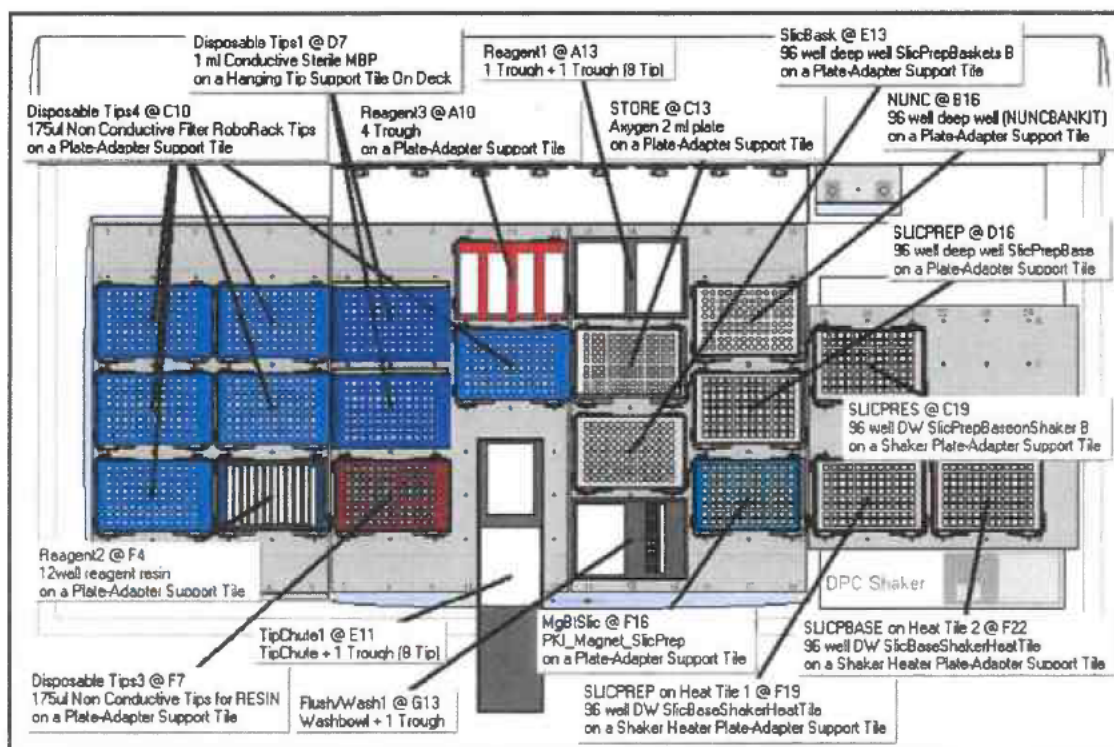 Disposable Tips1 @ D7
1 ml Conductive Sterile MBP
on a Hanging Tip Support Tile On Deck
Reagent1 @ A13
1 Trough + 1 Trough (8 Tip)
SlicBask @ E13
96 well deep well SlicPrepBaskets B
on a Plate-Adapter Support Tile
Disposable Tips4 @ C10
175ul Non Conductive Filter RoboRack Tips
on a Plate-Adapter Support Tile
Reagent3 @ A10
4 Trough
on a Plate-Adapter Support Tile
STORE @ C13
Axygen 2 ml plate
on a Plate-Adapter Support Tile
NUNC @ B16
96 well deep well (NUNCBANKIT)
on a Plate-Adapter Support Tile
SLICPREP @ D16
96 well deep well SlicPrepBase
on a Plate-Adapter Support Tile
SLICPRES @ C19
96 well DW SlicPrepBaseonShaker B
on a Shaker Plate-Adapter Support Tile
Reagent2 @ F4
12well reagent resin
on a Plate-Adapter Support Tile
DPC Shaker
TipChute1 @ E11
TipChute + 1 Trough (8 Tip)
MgBtSlic @ F16
PKI_Magnet_SlicPrep
on a Plate-Adapter Support Tile
SLICPBASE on Heat Tile 2 @ F22
96 well DW SlicBaseShakerHeatTile
on a Shaker Heater Plate-Adapter Support Tile
Disposable Tips3 @ F7
175ul Non Conductive Tips for RESIN
on a Plate-Adapter Support Tile
Flush/Wash1 @ G13
Washbowl + 1 Trough
SLICPREP on Heat Tile 1 @ F19
96 well DW SlicBaseShakerHeatTile
on a Shaker Heater Plate-Adapter Support Tile